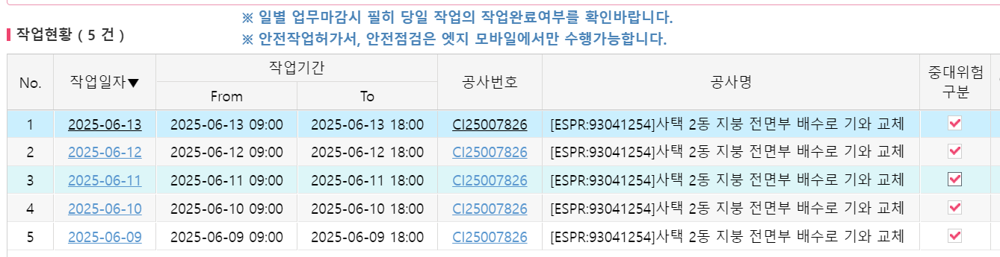 ※ 일별 업무마감시 필히 당일 작업의 작업완료여부를 확인바랍니다.
작업현황 ( 5 건 )
※ 안전작업허가서, 안전점검은 엣지 모바일에서만 수행가능합니다.
No. 작업일자▼ 작업기간 공사번호 공사명 중대위험 구분
From To
1 2025-06-13 2025-06-13 09:00 2025-06-13 18:00 CI25007826 [ESPR:93041254]사택 2동 지붕 전면부 배수로 기와 교체
2 2025-06-12 2025-06-12 09:00 2025-06-12 18:00 CI25007826 [ESPR:93041254]사택 2동 지붕 전면부 배수로 기와 교체
3 2025-06-11 2025-06-11 09:00 2025-06-11 18:00 CI25007826 [ESPR:93041254]사택 2동 지붕 전면부 배수로 기와 교체
4 2025-06-10 2025-06-10 09:00 2025-06-10 18:00 CI25007826 [ESPR:93041254]사택 2동 지붕 전면부 배수로 기와 교체
5 2025-06-09 2025-06-09 09:00 2025-06-09 18:00 CI25007826 [ESPR:93041254]사택 2동 지붕 전면부 배수로 기와 교체